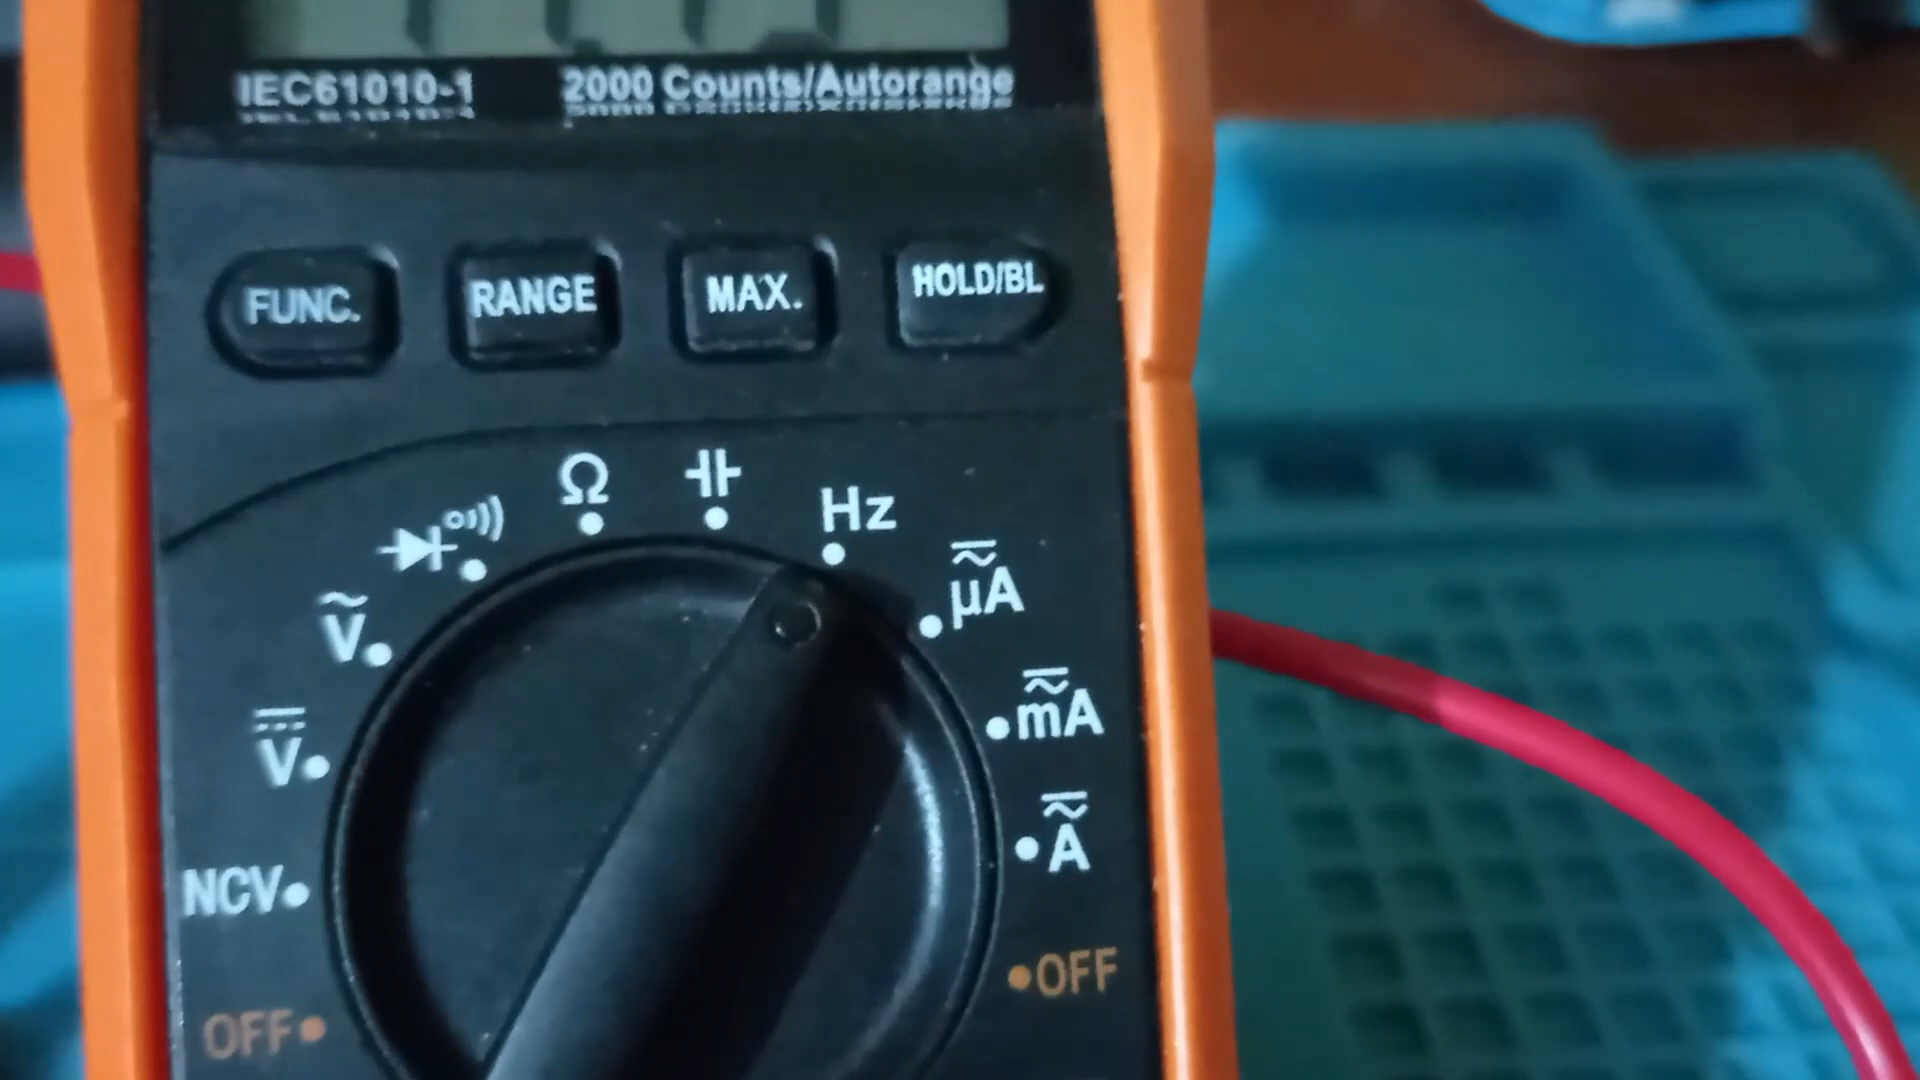 IEC61010-1 2000 Counts/Autorange
FUNC. RANGE MAX. HOLD/BL
Ω
Hz
μA
V
mA
V
A
NCV
OFF
OFF